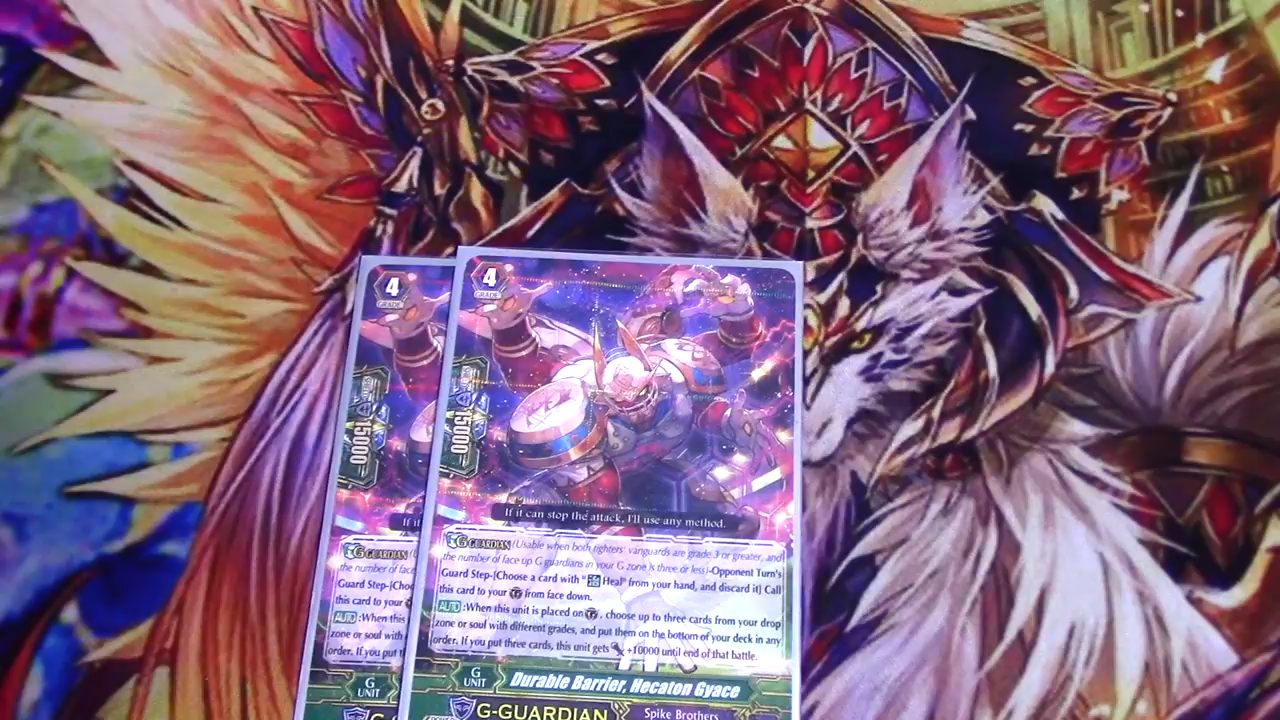 4
GRADE
15000
If it
G GUARDIAN
the number of face
Guard Step-[Choo
this card to your
AUTO:When this
zone or soul with
order. If you put t
G
UNIT
G-G
4
GRADE
15000
If it can stop the attack, I'll use any method.
G GUARDIAN (Usable when both fighters' vanguards are grade 3 or greater, and
the number of face up G guardians in your G zone is three or less)-Opponent Turn's
Guard Step-[Choose a card with "Heal" from your hand, and discard it] Call
this card to your G from face down.
AUTO:When this unit is placed on G, choose up to three cards from your drop
zone or soul with different grades, and put them on the bottom of your deck in any
order. If you put three cards, this unit gets +10000 until end of that battle.
G
UNIT
Durable Barrier, Hecaton Gyace
G-GUARDIAN
Spike Brothers